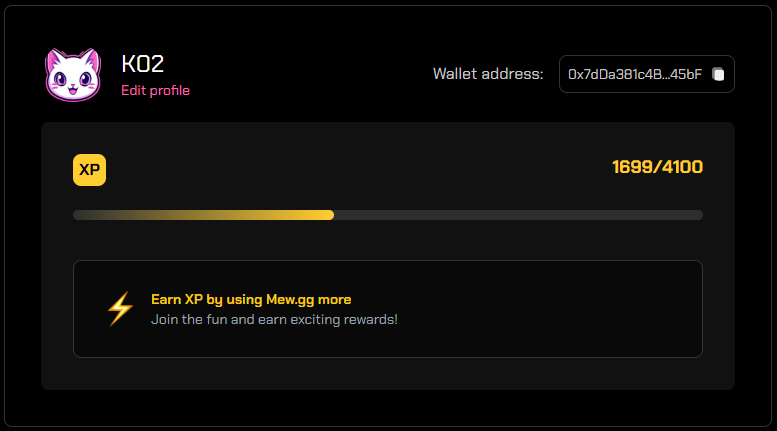 K02
Edit profile
Wallet address:
0x7dDa381c4B...45bF
XP
1699/4100
Earn XP by using Mew.gg more
Join the fun and earn exciting rewards!